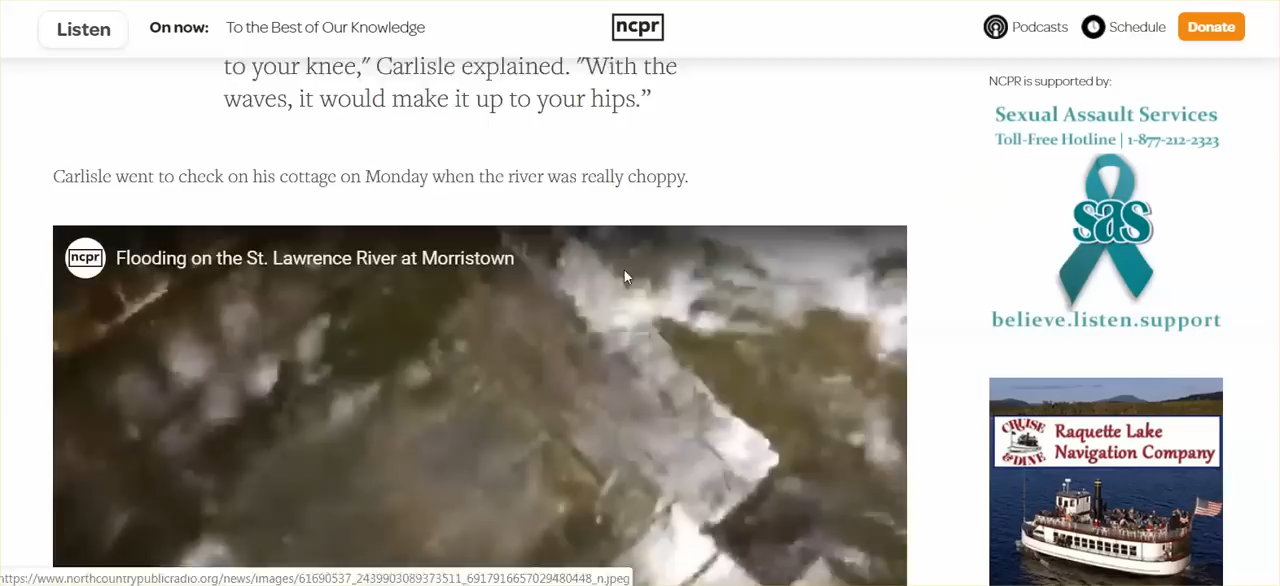 Listen
On now: To the Best of Our Knowledge
ncpr
Podcasts
Schedule
Donate
to your knee," Carlisle explained. "With the
waves, it would make it up to your hips.”
Carlisle went to check on his cottage on Monday when the river was really choppy.
ncpr
Flooding on the St. Lawrence River at Morristown
NCPR is supported by:
Sexual Assault Services
Toll-Free Hotline | 1-877-212-2323
sas
believe.listen.support
CRUISE
& DINE
Raquette Lake
Navigation Company
https://www.northcountrypublicradio.org/news/images/61690537_2439903089373511_6917916657029480448_n.jpeg